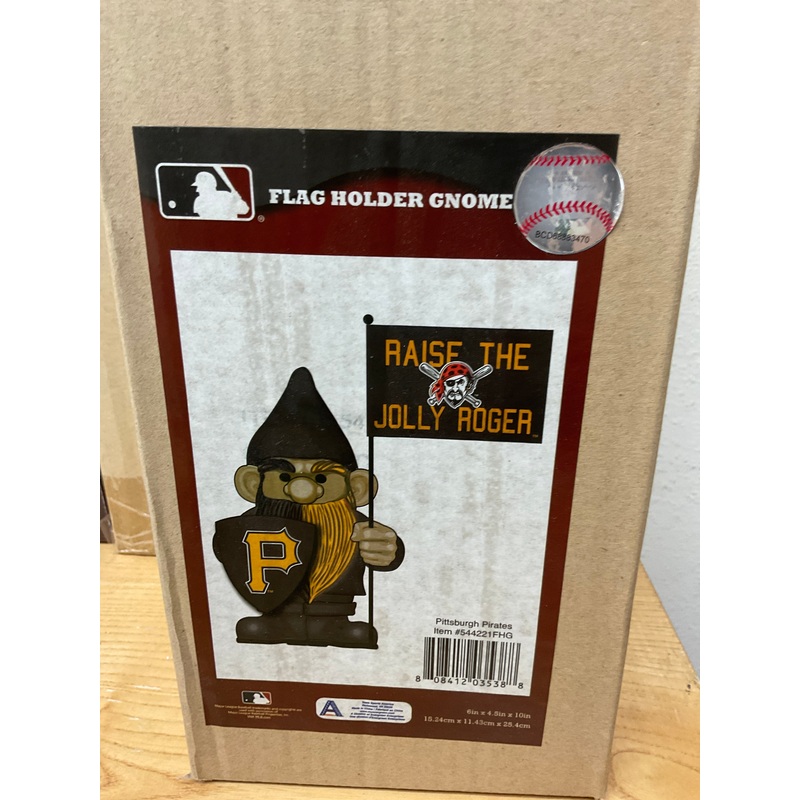 FLAG HOLDER GNOME
RAISE THE
JOLLY ROGER
P
Pittsburgh Pirates
Item #544221FHG
8 08412 03538 8
A
6in x 4.5in x 10in
15.24cm x 11.43cm x 25.4cm